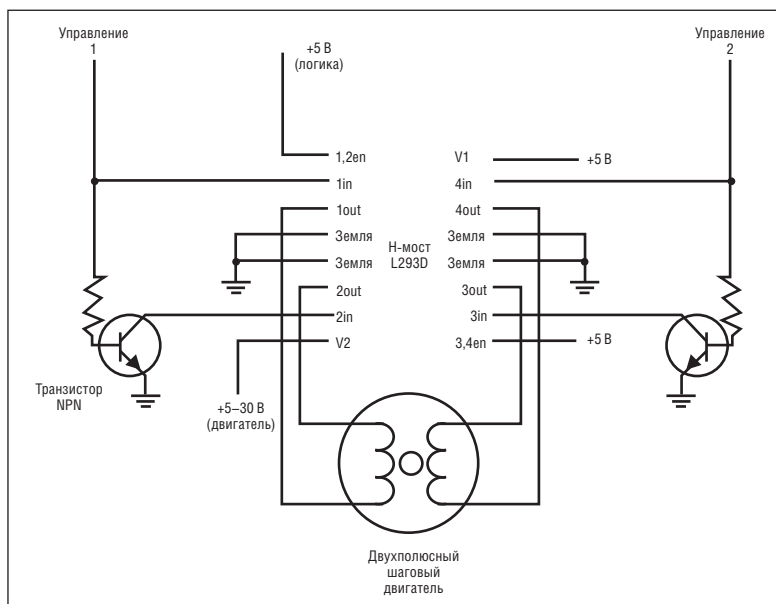 Управление
1
+5 В
(логика)
Управление
2
1,2en
1in
1out
Земля
Земля
2out
2in
V2
Н-мост
L293D
V1
+5 В
4in
4out
Земля
Земля
3out
3in
3,4en
+5 В
Транзистор
NPN
+5–30 В
(двигатель)
Двухполюсный
шаговый
двигатель